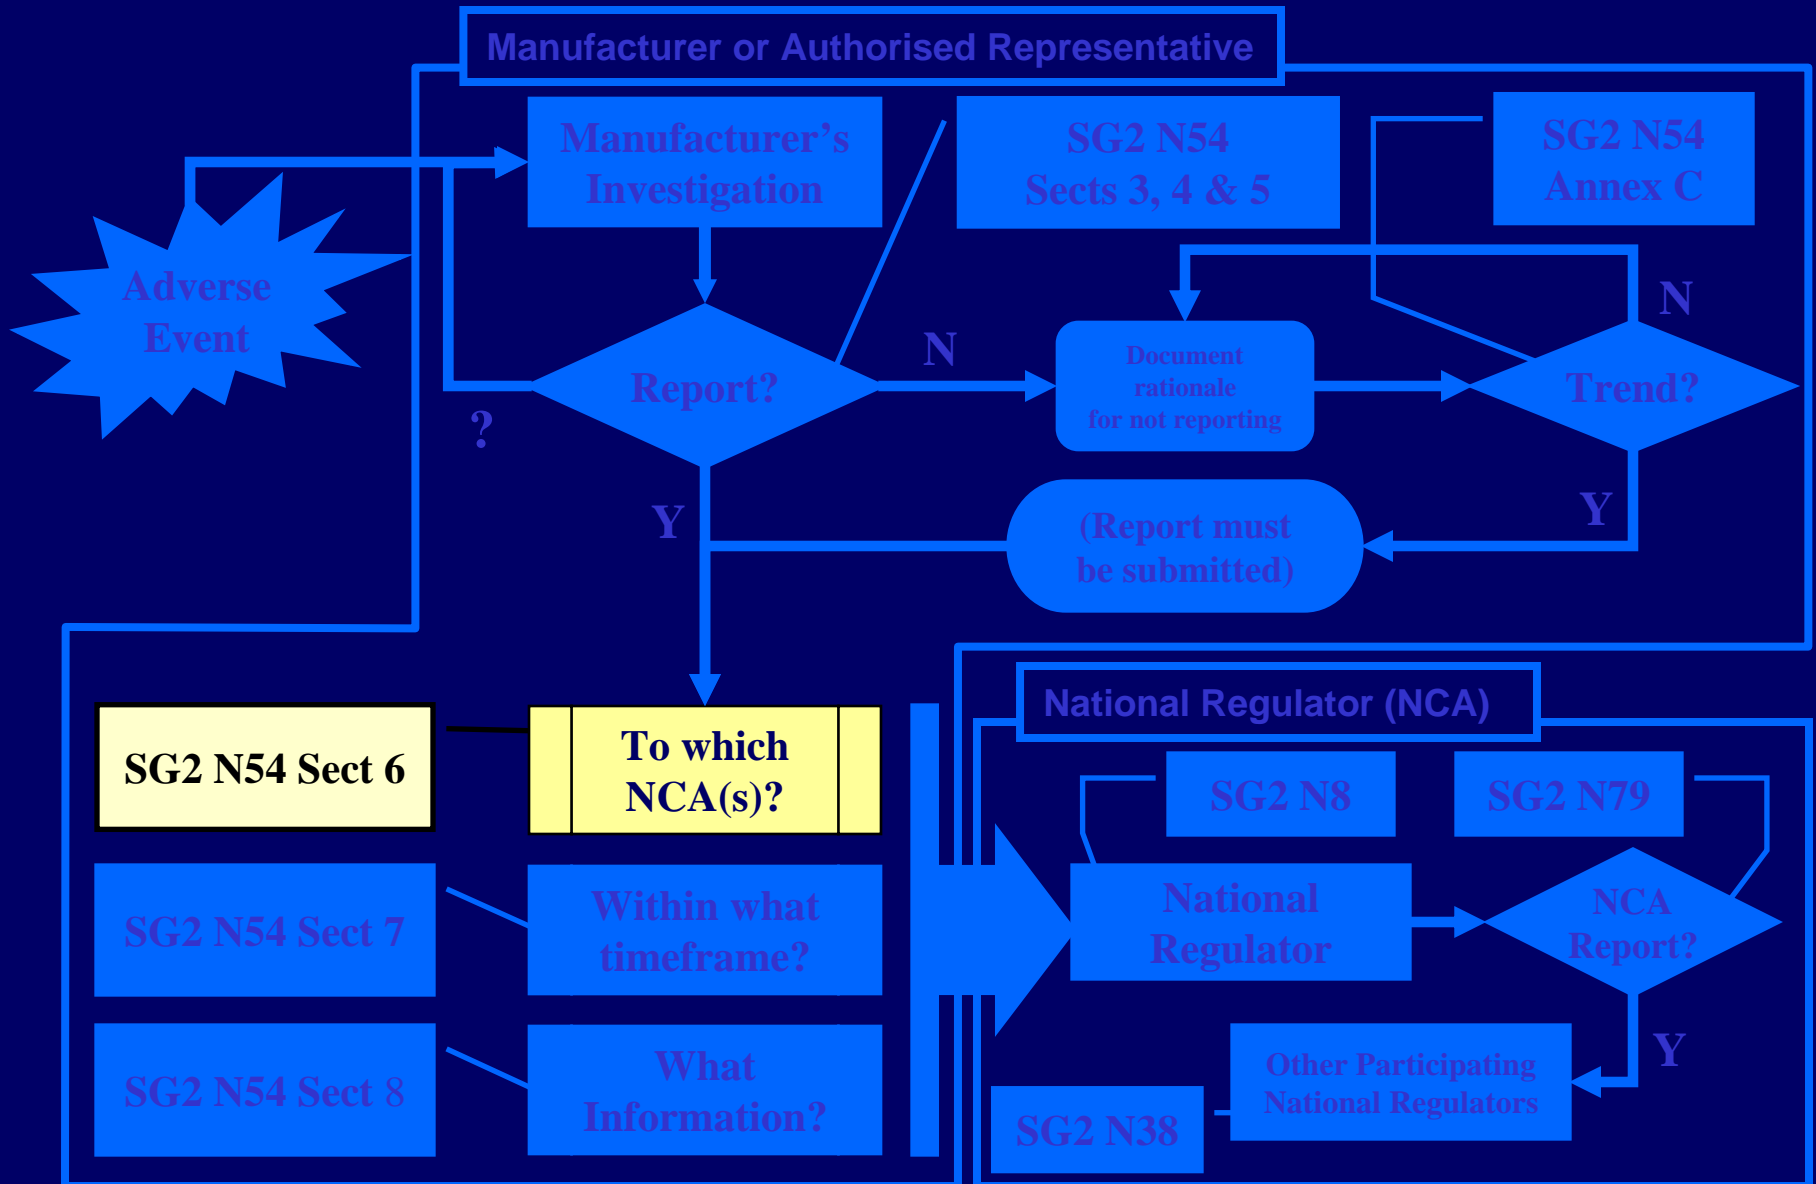 Manufacturer or Authorised Representative
Manufacturer's
Investigation
SG2 N54
Sects 3, 4 & 5
SG2 N54
Annex C
Adverse
Event
Report?
?
N
Document
rationale
for not reporting
Trend?
N
Y
Y
(Report must
be submitted)
SG2 N54 Sect 6
To which
NCA(s)?
SG2 N54 Sect 7
Within what
timeframe?
SG2 N54 Sect 8
What
Information?
National Regulator (NCA)
SG2 N8
SG2 N79
National
Regulator
NCA
Report?
Y
Other Participating
National Regulators
SG2 N38